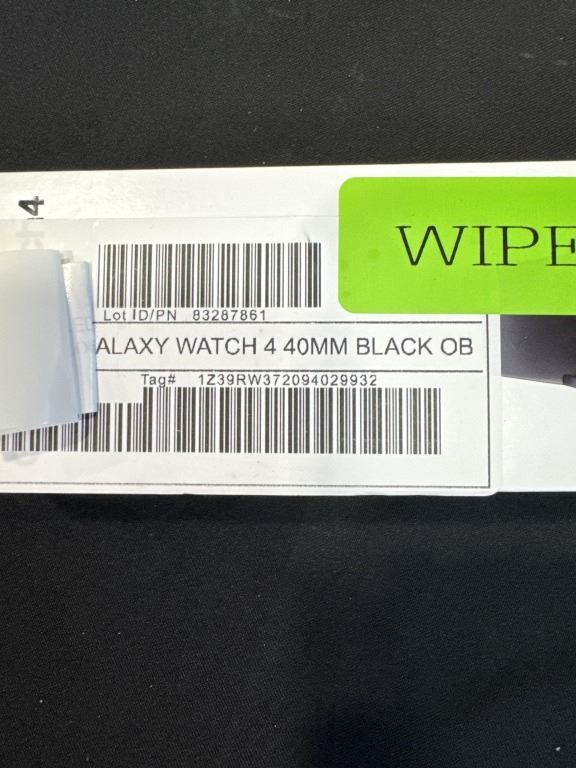 4
WIPE
Lot ID/PN 83287861
ALAXY WATCH 4 40MM BLACK OB
Tag# 1Z39RW372094029932